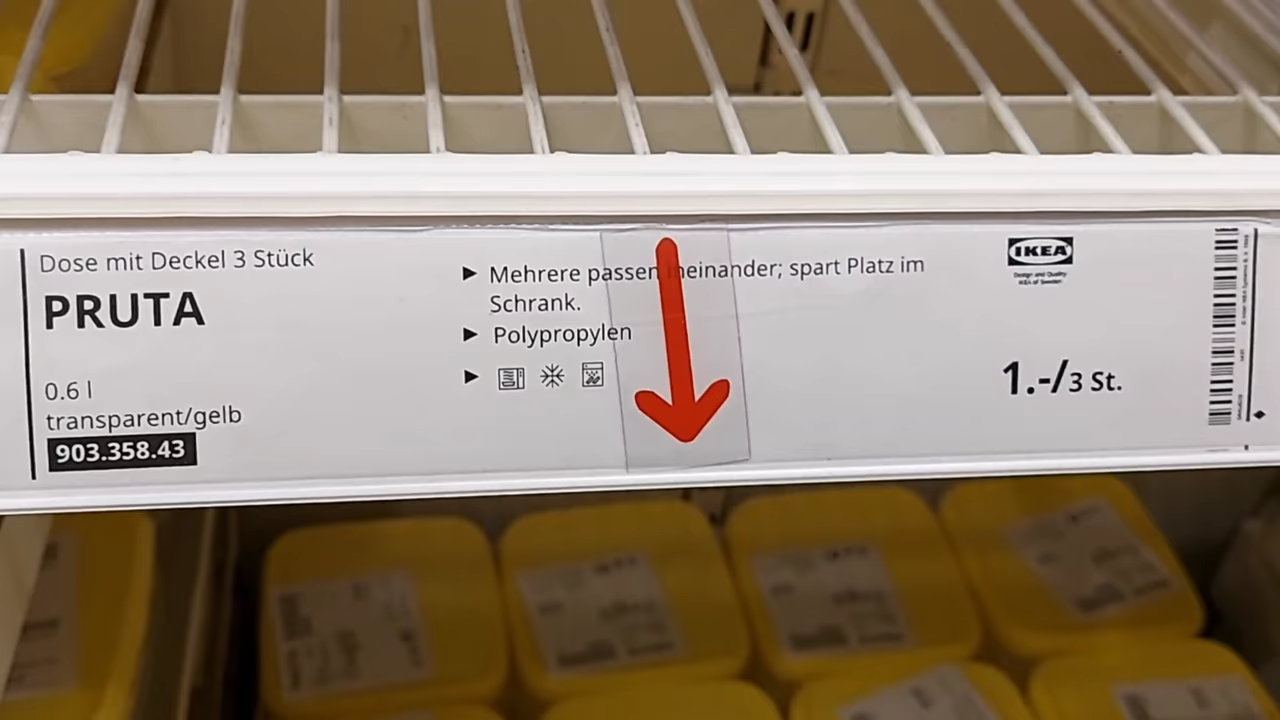 Dose mit Deckel 3 Stück
PRUTA
0.6 l
transparent/gelb
903.358.43
► Mehrere passen ineinander; spart Platz im
Schrank.
► Polypropylen
►
IKEA
Design and Quality
IKEA of Sweden
1.-/3 St.